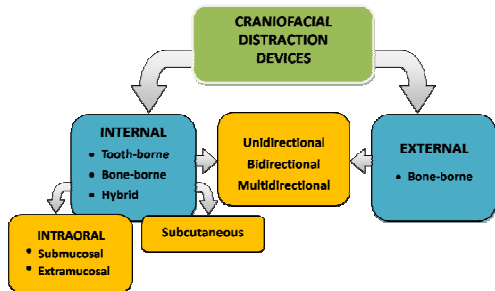 CRANIOFACIAL
DISTRACTION
DEVICES
INTERNAL
• Tooth-borne
• Bone-borne
• Hybrid
Unidirectional
Bidirectional
Multidirectional
EXTERNAL
• Bone-borne
INTRAORAL
• Submucosal
• Extramucosal
Subcutaneous